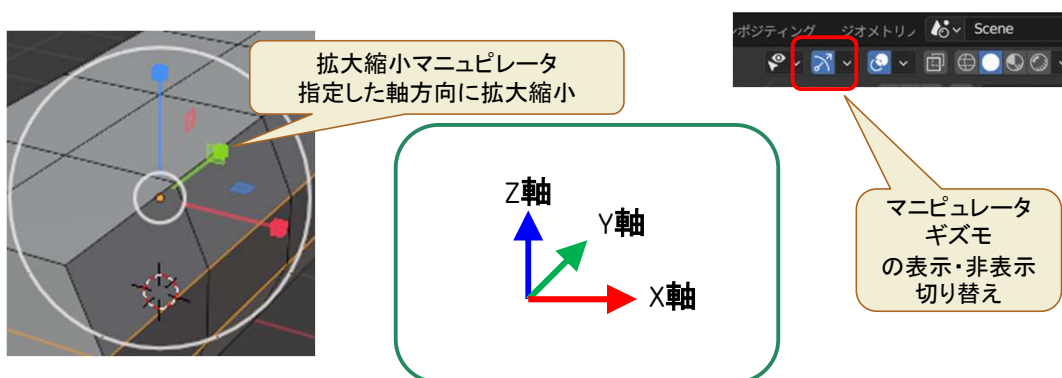 ンポジティング ジオメトリノ Scene
拡大縮小マニュピレータ
指定した軸方向に拡大縮小
Z軸
Y軸
X軸
マニピュレータ
ギズモ
の表示・非表示
切り替え